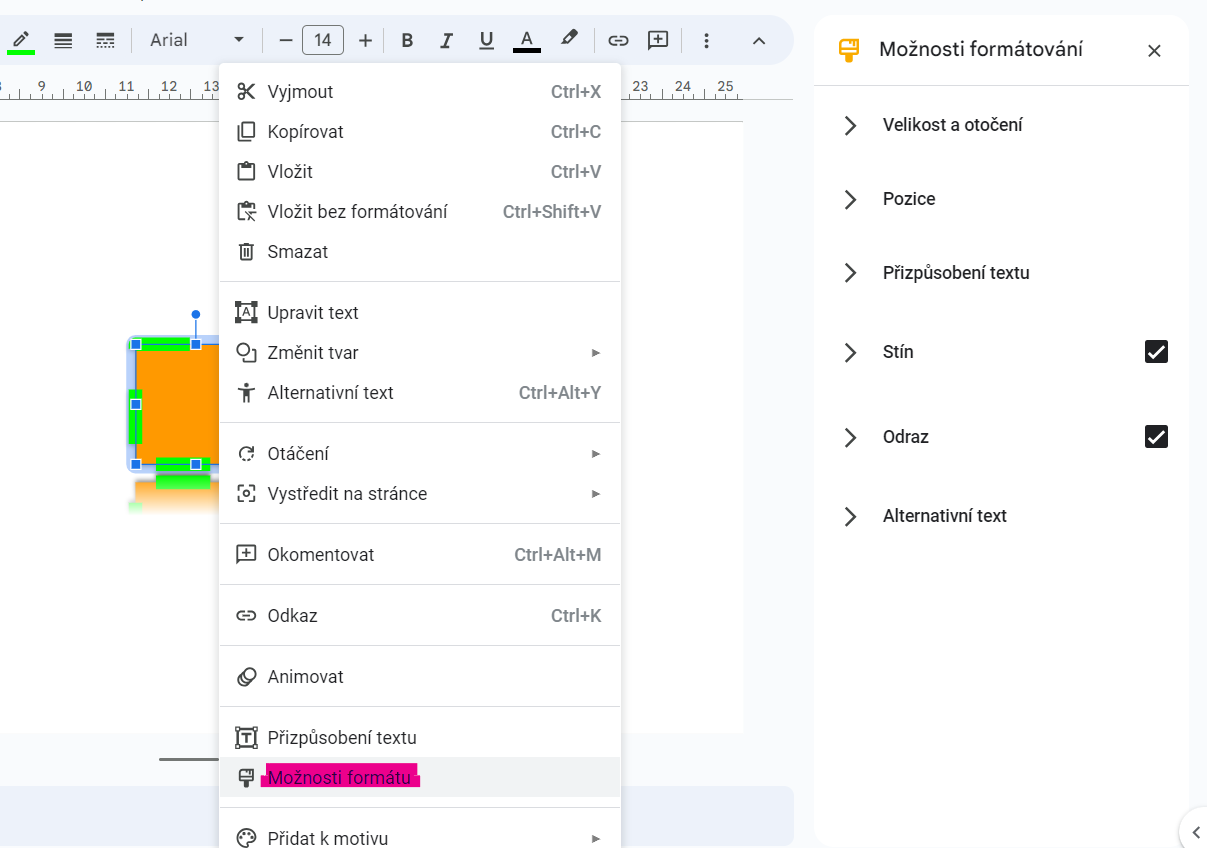 Arial
14
B
I
U
A
9 10 11 12 13
23 24 25
Vyjmout Ctrl+X
Kopírovat Ctrl+C
Vložit Ctrl+V
Vložit bez formátování Ctrl+Shift+V
Smazat
Upravit text
Změnit tvar
Alternativní text Ctrl+Alt+Y
Otáčení
Vystředit na stránce
Okomentovat Ctrl+Alt+M
Odkaz Ctrl+K
Animovat
Přizpůsobení textu
Možnosti formátu
Přidat k motivu
Možnosti formátování
Velikost a otočení
Pozice
Přizpůsobení textu
Stín
Odraz
Alternativní text